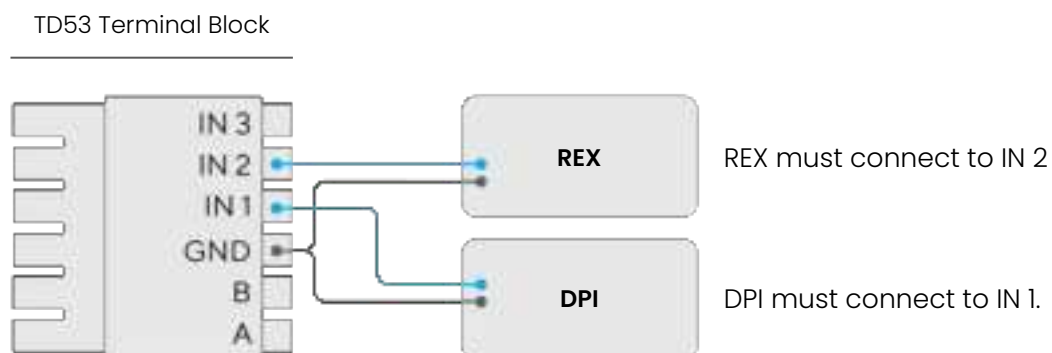 TD53 Terminal Block
IN 3
IN 2
IN 1
GND
B
A
REX
REX must connect to IN 2
DPI
DPI must connect to IN 1.